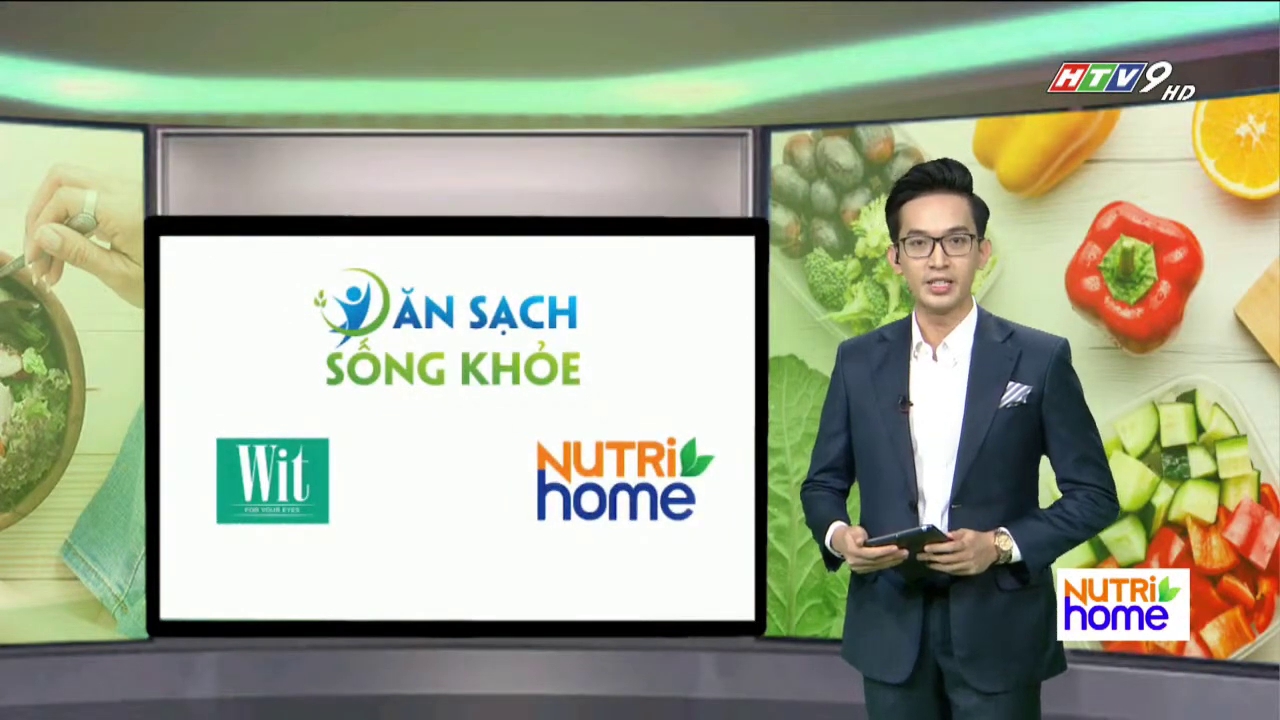 HTV9
HD
ĂN SẠCH
SỐNG KHỎE
Wit
FOR YOUR EYES
NUTRi
home
NUTRi
home